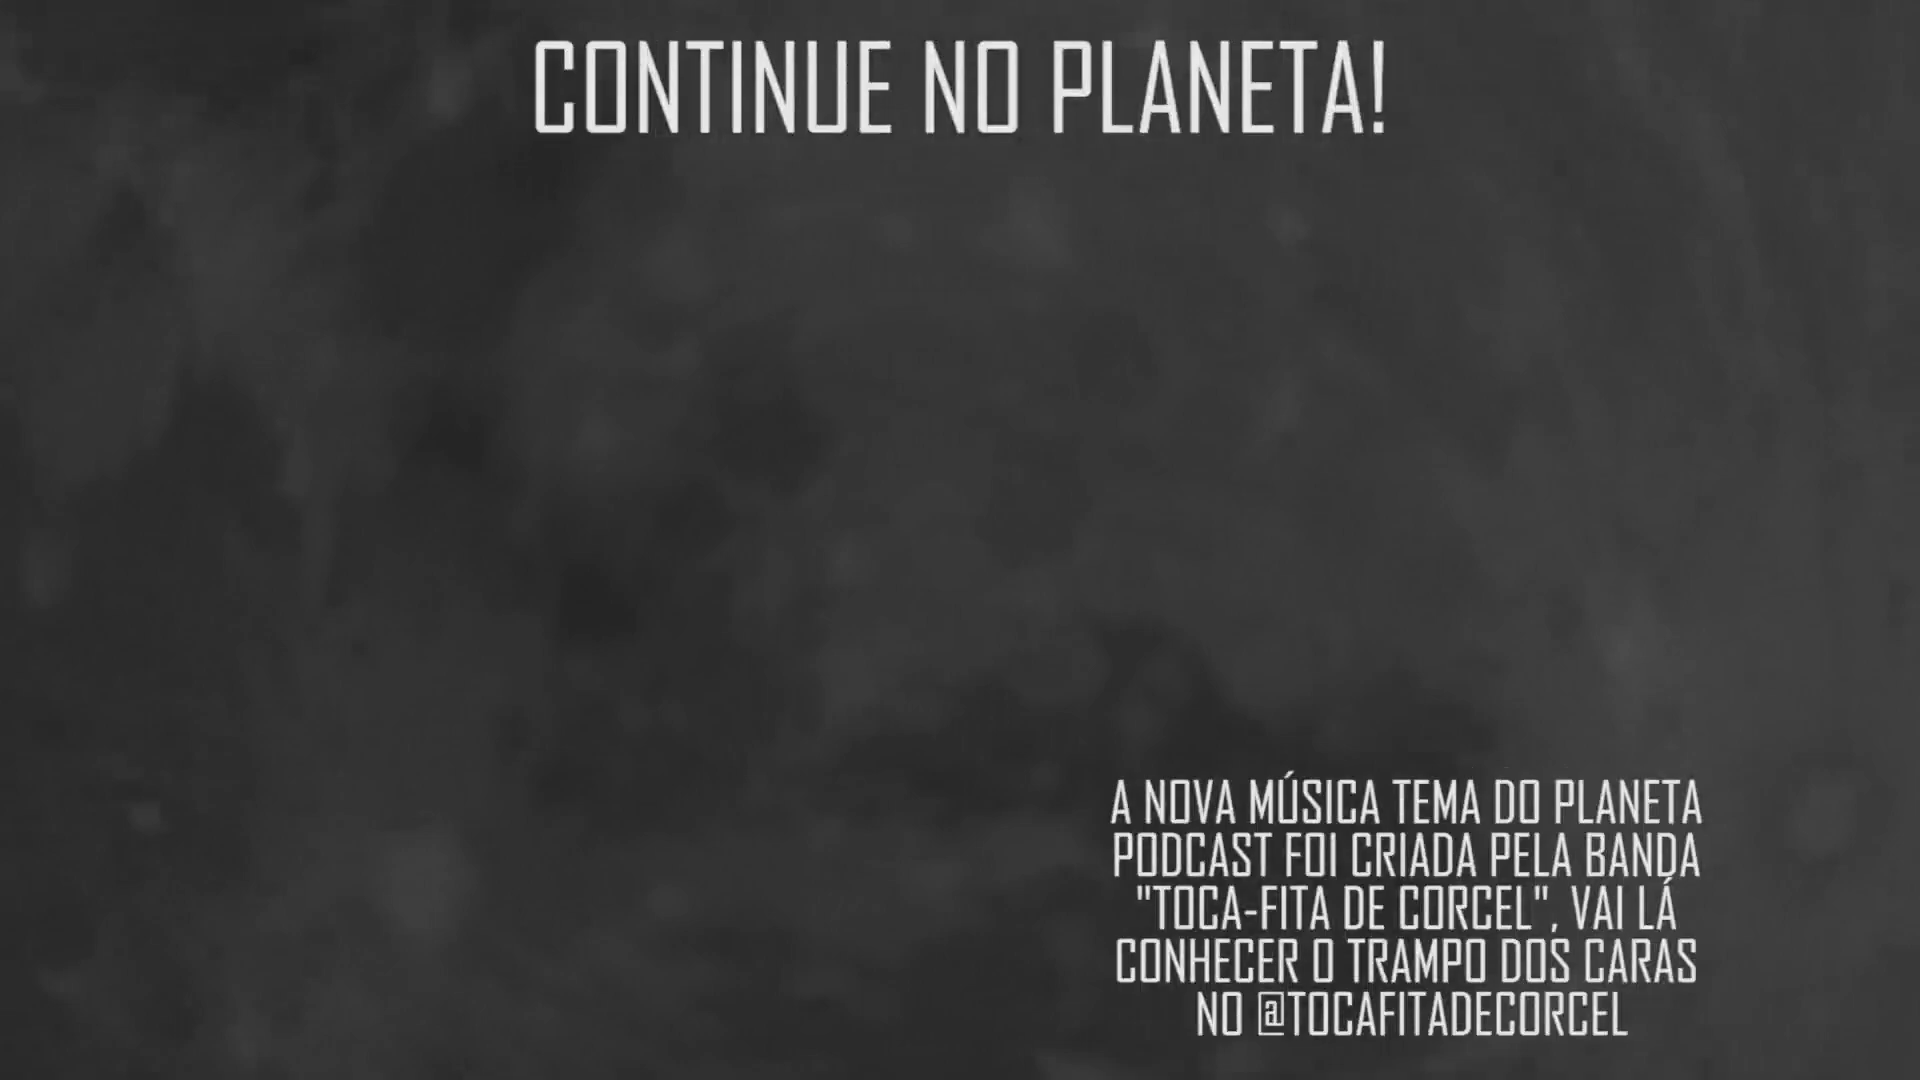 CONTINUE NO PLANETA!
A NOVA MÚSICA TEMA DO PLANETA
PODCAST FOI CRIADA PELA BANDA
"TOCA-FITA DE CORCEL", VAI LÁ
CONHECER O TRAMPO DOS CARAS
NO @TOCAFITADECORCEL